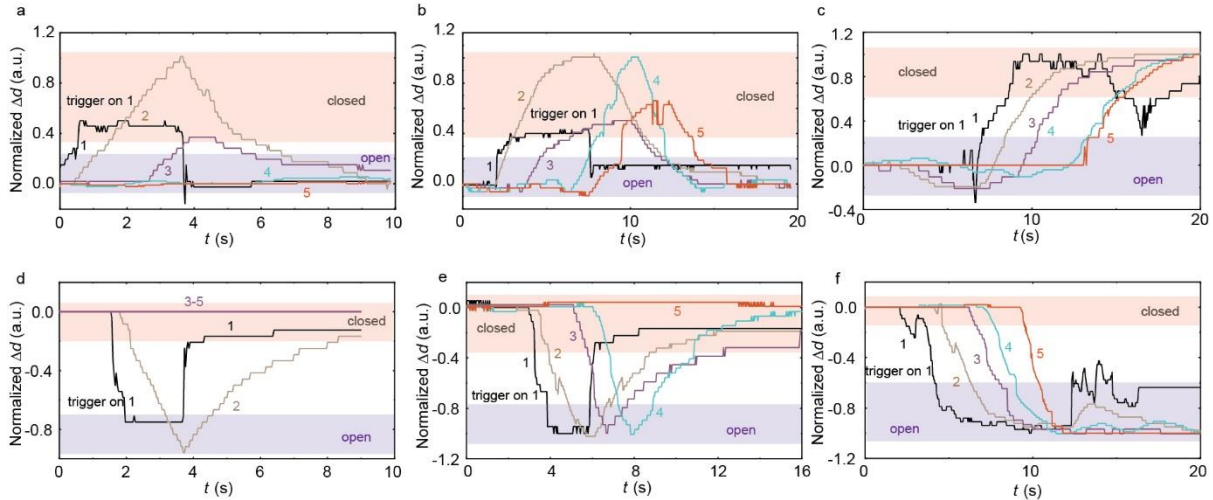 a
Normalized Δd (a.u.)
1.2
0.8
0.4
0.0
trigger on 1
1
2
3
4
5
closed
open
0 2 4 6 8 10
t (s)
b
Normalized Δd (a.u.)
1.2
0.8
0.4
0.0
trigger on 1
1
2
3
4
5
closed
open
0 5 10 15 20
t (s)
c
Normalized Δd (a.u.)
1.2
0.8
0.4
0.0
-0.4
closed
trigger on 1
1
2
3
4
5
open
0 5 10 15 20
t (s)
d
Normalized Δd (a.u.)
0.0
-0.4
-0.8
3-5
1
closed
trigger on 1
2
open
0 2 4 6 8 10
t (s)
e
Normalized Δd (a.u.)
0.0
-0.4
-0.8
-1.2
closed
5
3
2
1
trigger on 1
4
open
0 4 8 12 16
t (s)
f
Normalized Δd (a.u.)
0.0
-0.4
-0.8
-1.2
closed
1
trigger on 1
2
3
4
5
open
0 5 10 15 20
t (s)